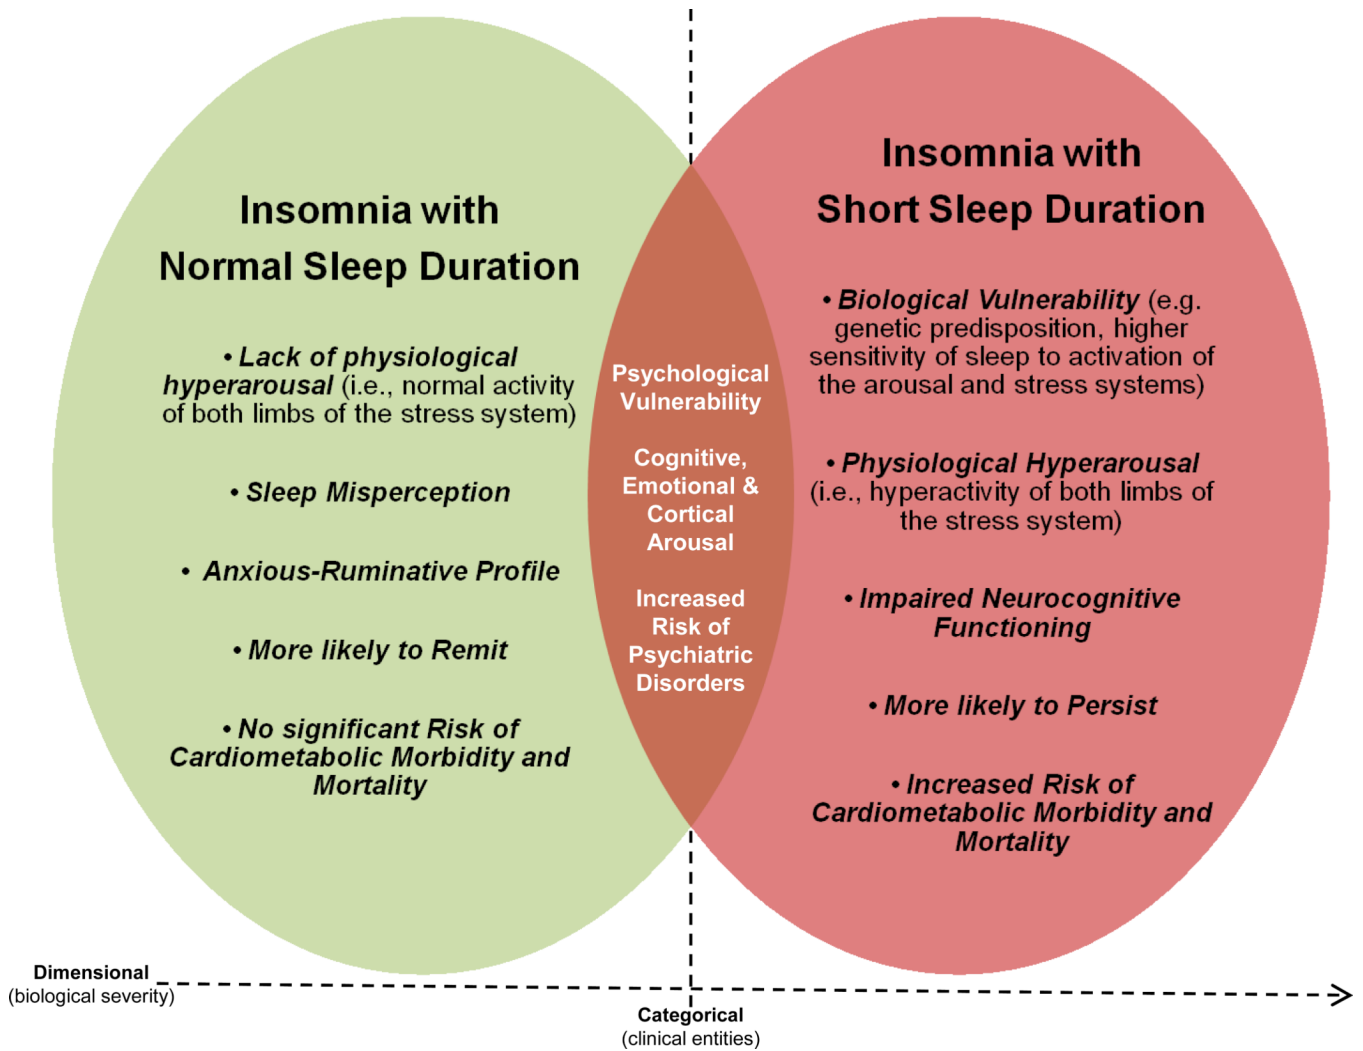 Insomnia with
Normal Sleep Duration
• Lack of physiological
hyperarousal (i.e., normal activity
of both limbs of the stress system)
• Sleep Misperception
• Anxious-Ruminative Profile
• More likely to Remit
• No significant Risk of
Cardiometabolic Morbidity and
Mortality
Psychological
Vulnerability
Cognitive,
Emotional &
Cortical
Arousal
Increased
Risk of
Psychiatric
Disorders
Insomnia with
Short Sleep Duration
• Biological Vulnerability (e.g.
genetic predisposition, higher
sensitivity of sleep to activation of
the arousal and stress systems)
• Physiological Hyperarousal
(i.e., hyperactivity of both limbs of
the stress system)
• Impaired Neurocognitive
Functioning
• More likely to Persist
• Increased Risk of
Cardiometabolic Morbidity and
Mortality
Dimensional
(biological severity)
Categorical
(clinical entities)